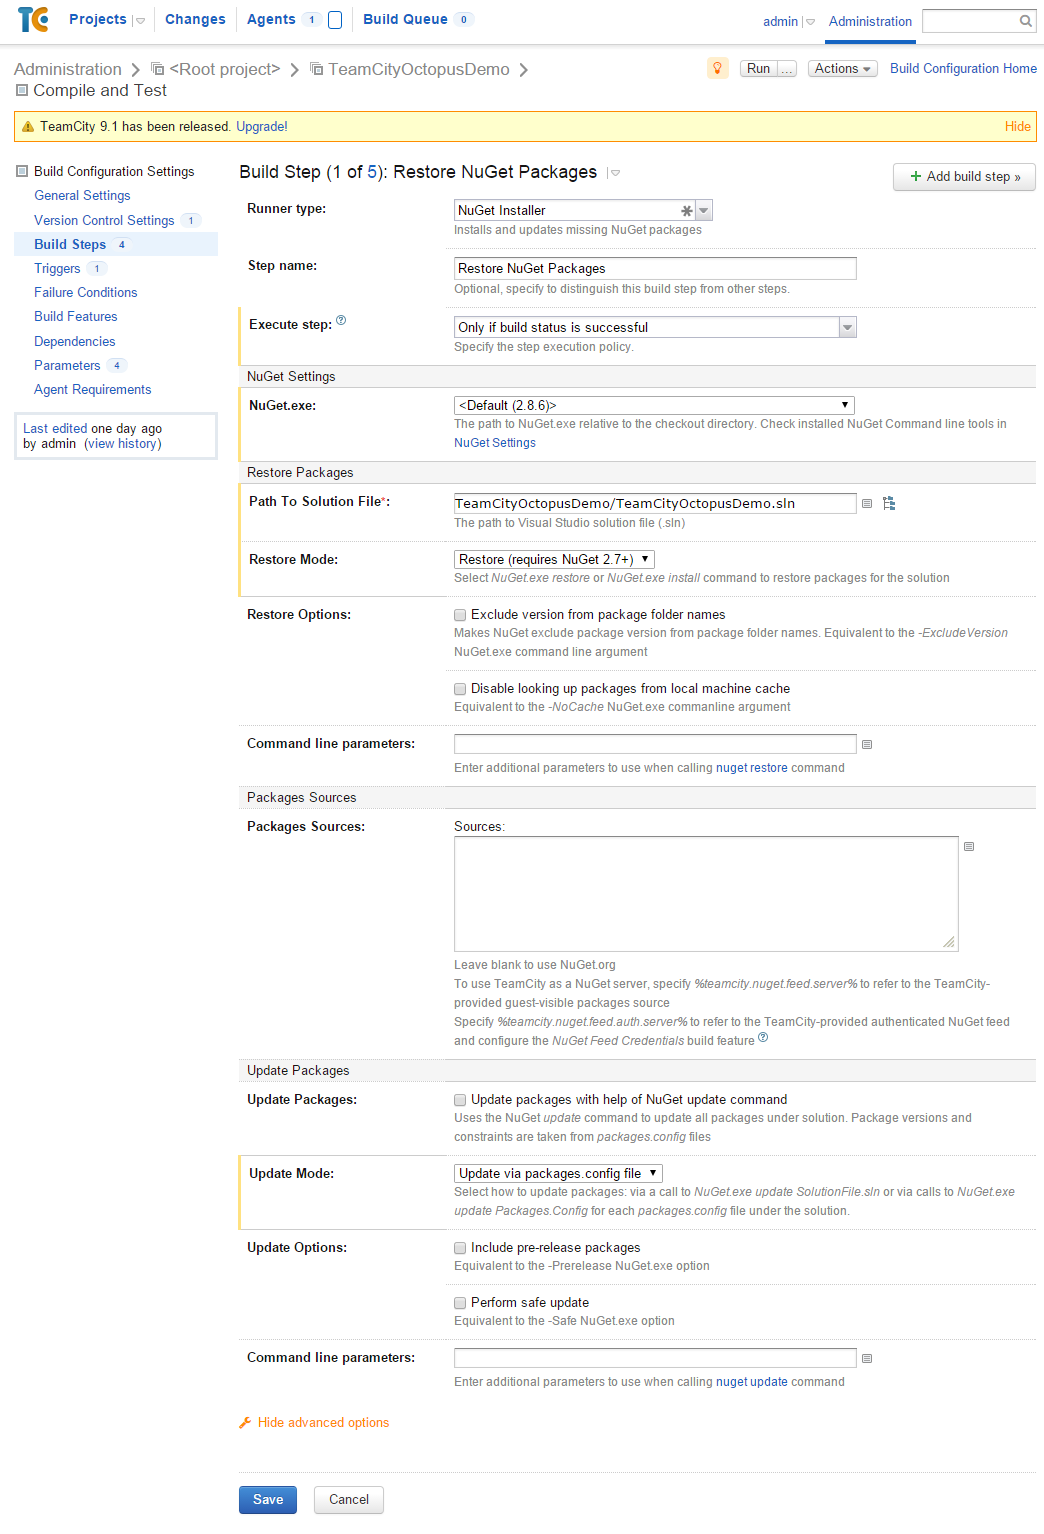 TC Projects Changes Agents 1 Build Queue 0 admin Administration
Administration <Root project> TeamCityOctopusDemo Run ... Actions Build Configuration Home
Compile and Test
TeamCity 9.1 has been released. Upgrade! Hide
Build Configuration Settings
General Settings
Version Control Settings 1
Build Steps 4
Triggers 1
Failure Conditions
Build Features
Dependencies
Parameters 4
Agent Requirements
Last edited one day ago
by admin (view history)
Build Step (1 of 5): Restore NuGet Packages
+ Add build step »
Runner type: NuGet Installer
Installs and updates missing NuGet packages
Step name: Restore NuGet Packages
Optional, specify to distinguish this build step from other steps.
Execute step: Only if build status is successful
Specify the step execution policy.
NuGet Settings
NuGet.exe: <Default (2.8.6)>
The path to NuGet.exe relative to the checkout directory. Check installed NuGet Command line tools in
NuGet Settings
Restore Packages
Path To Solution File*: TeamCityOctopusDemo/TeamCityOctopusDemo.sln
The path to Visual Studio solution file (.sln)
Restore Mode: Restore (requires NuGet 2.7+)
Select NuGet.exe restore or NuGet.exe install command to restore packages for the solution
Restore Options: Exclude version from package folder names
Makes NuGet exclude package version from package folder names. Equivalent to the -ExcludeVersion
NuGet.exe command line argument
Disable looking up packages from local machine cache
Equivalent to the -NoCache NuGet.exe commanline argument
Command line parameters:
Enter additional parameters to use when calling nuget restore command
Packages Sources
Packages Sources: Sources:
Leave blank to use NuGet.org
To use TeamCity as a NuGet server, specify %teamcity.nuget.feed.server% to refer to the TeamCity-
provided guest-visible packages source
Specify %teamcity.nuget.feed.auth.server% to refer to the TeamCity-provided authenticated NuGet feed
and configure the NuGet Feed Credentials build feature
Update Packages
Update Packages: Update packages with help of NuGet update command
Uses the NuGet update command to update all packages under solution. Package versions and
constraints are taken from packages.config files
Update Mode: Update via packages.config file
Select how to update packages: via a call to NuGet.exe update SolutionFile.sln or via calls to NuGet.exe
update Packages.Config for each packages.config file under the solution.
Update Options: Include pre-release packages
Equivalent to the -Prerelease NuGet.exe option
Perform safe update
Equivalent to the -Safe NuGet.exe option
Command line parameters:
Enter additional parameters to use when calling nuget update command
Hide advanced options
Save Cancel